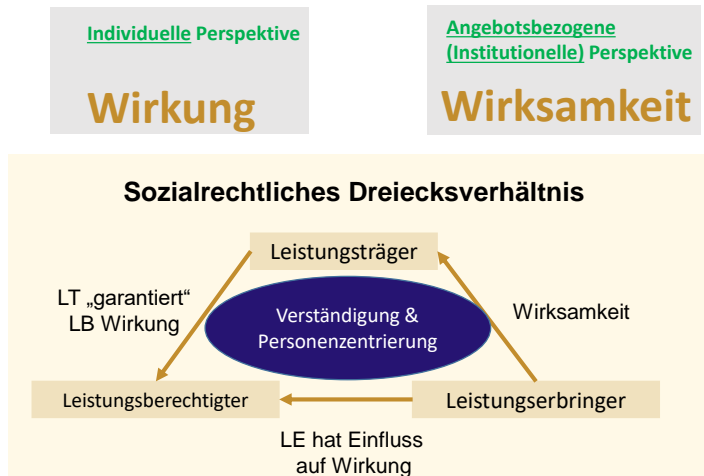 Individuelle Perspektive
Wirkung
Angebotsbezogene
(Institutionelle) Perspektive
Wirksamkeit
Sozialrechtliches Dreiecksverhältnis
Leistungsträger
LT „garantiert“
LB Wirkung
Verständigung &
Personenzentrierung
Wirksamkeit
Leistungsberechtigter
Leistungserbringer
LE hat Einfluss
auf Wirkung